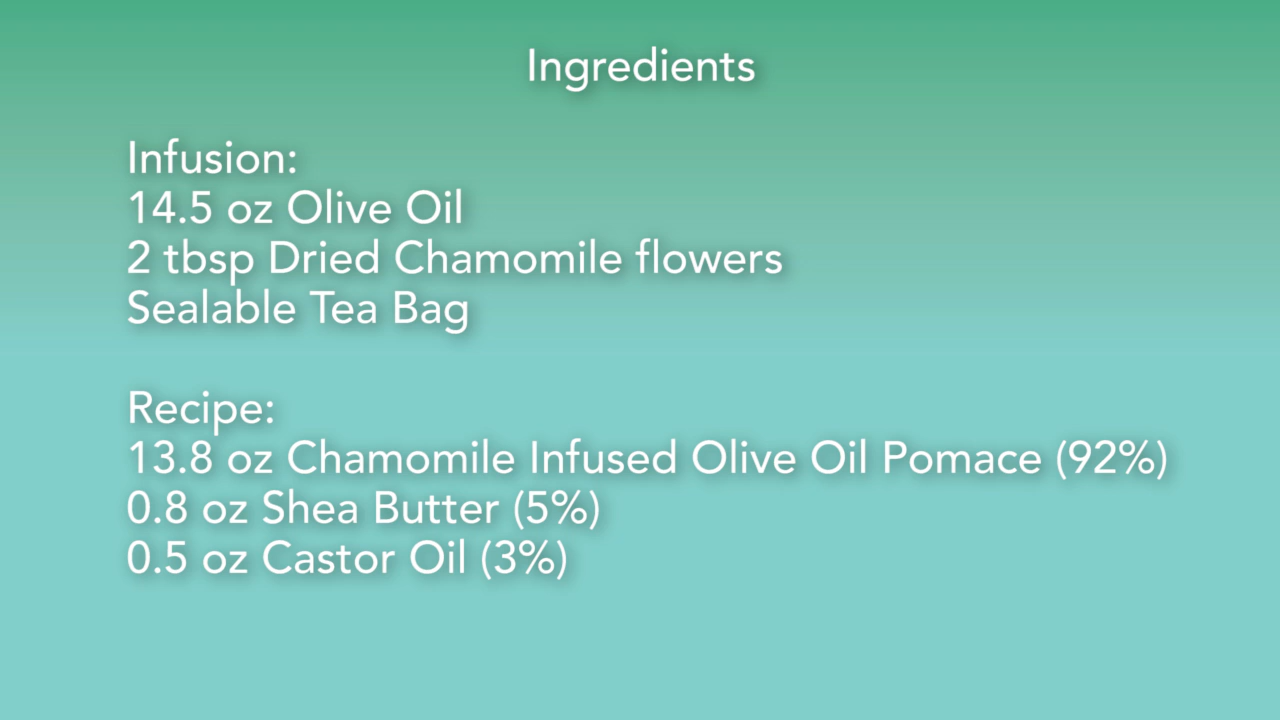 Ingredients
Infusion:
14.5 oz Olive Oil
2 tbsp Dried Chamomile flowers
Sealable Tea Bag
Recipe:
13.8 oz Chamomile Infused Olive Oil Pomace (92%)
0.8 oz Shea Butter (5%)
0.5 oz Castor Oil (3%)